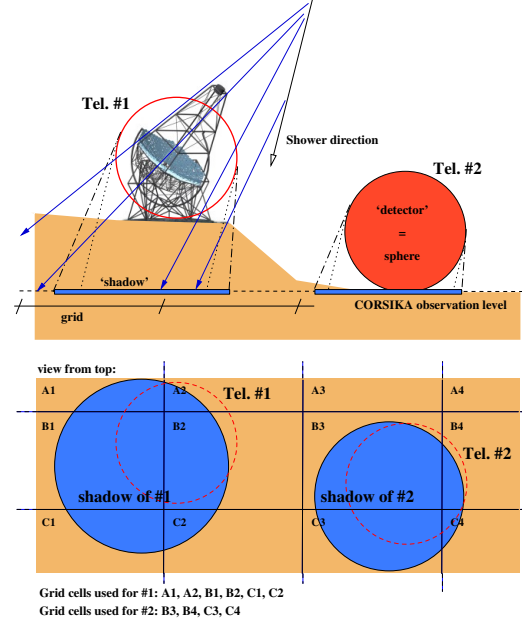 Tel. #1
Shower direction
Tel. #2
‘detector’
=
sphere
‘shadow’
CORSIKA observation level
grid
view from top:
A1
A2
Tel. #1
A3
A4
B1
B2
B3
B4
Tel. #2
shadow of #1
shadow of #2
C1
C2
C3
C4
Grid cells used for #1: A1, A2, B1, B2, C1, C2
Grid cells used for #2: B3, B4, C3, C4